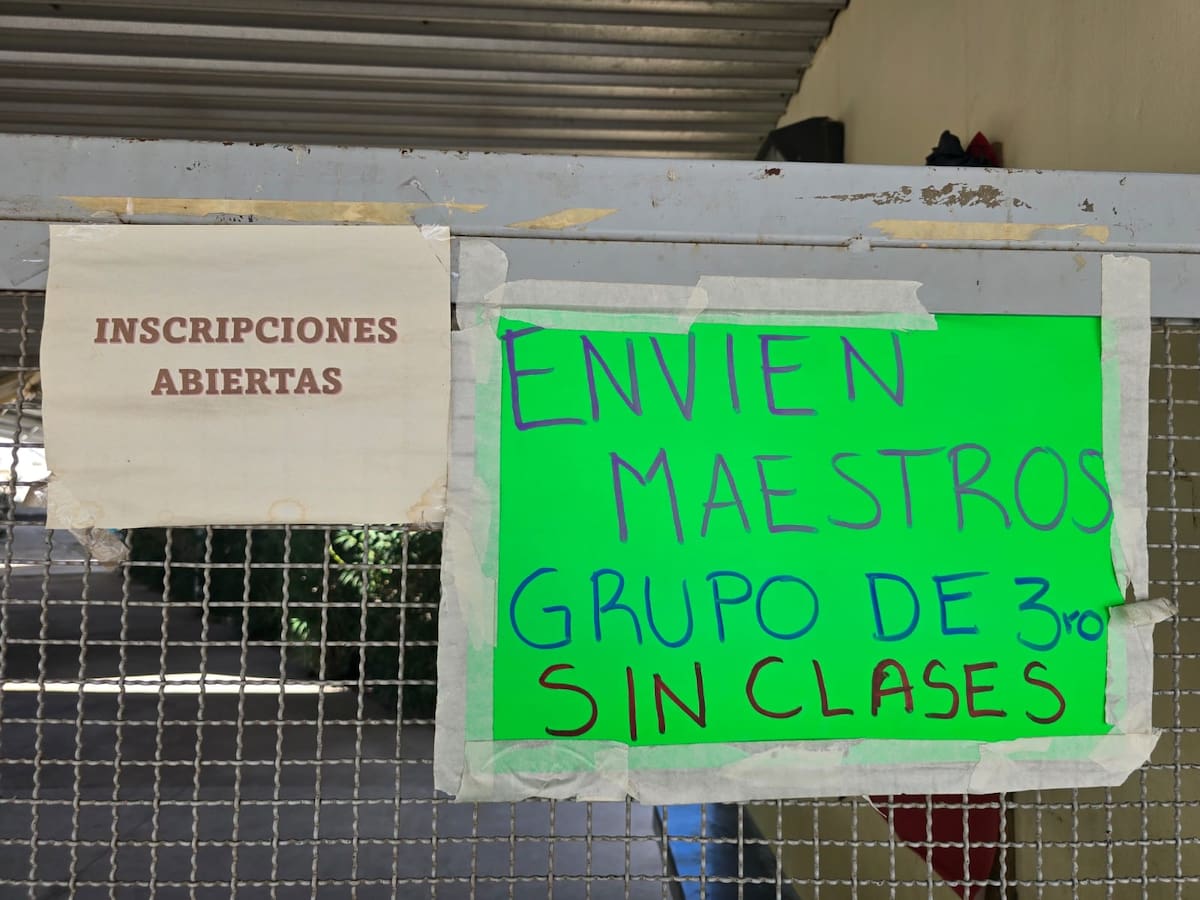 INSCRIPCIONES
ABIERTAS
ENVIEN
MAESTROS
GRUPO DE 3ro
SIN CLASES